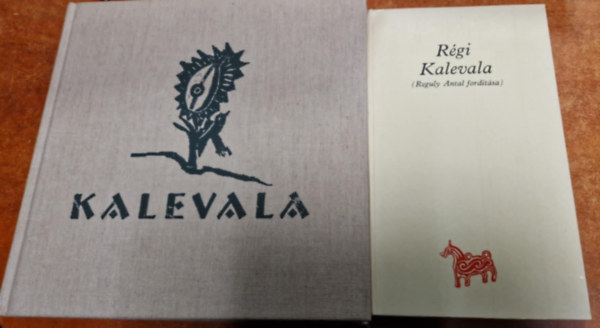 KALEVALA
Régi
Kalevala
(Reguly Antal fordítása)